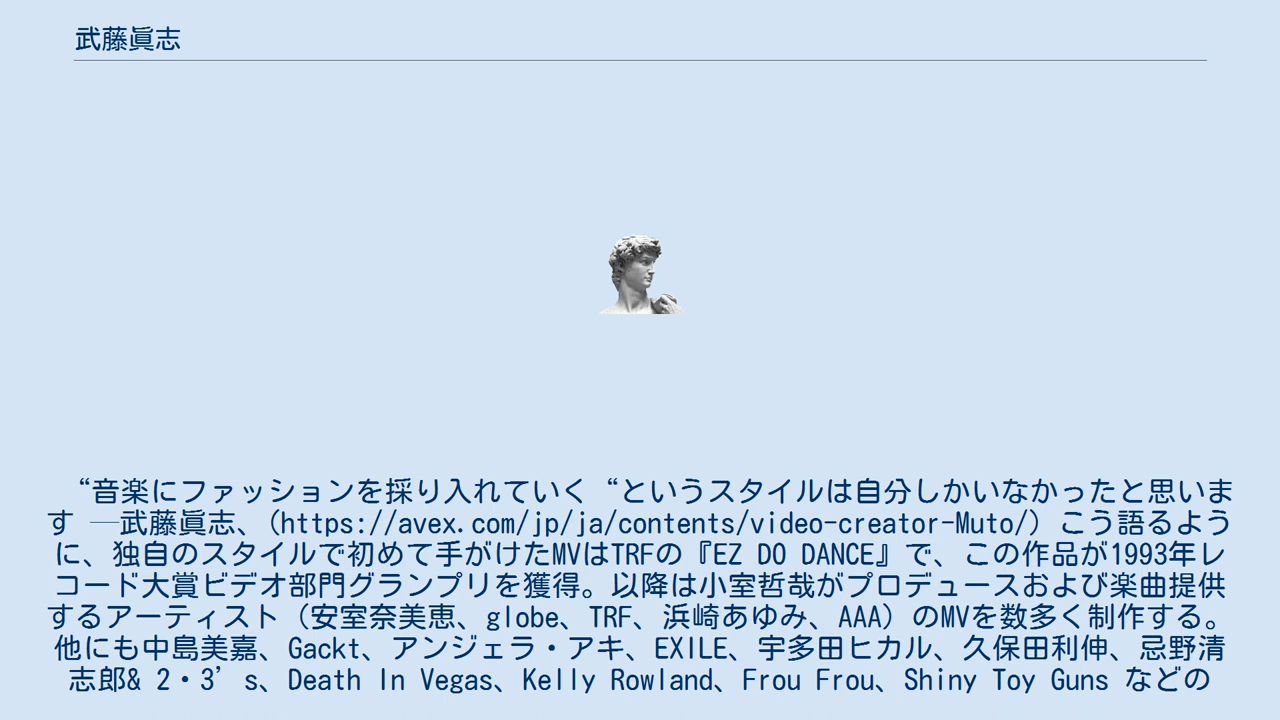 武藤眞志
“音楽にファッションを採り入れていく “というスタイルは自分しかいなかったと思いま
す ―武藤眞志、（https://avex.com/jp/ja/contents/video-creator-Muto/） こう語るよう
に、独自のスタイルで初めて手がけたMVはTRFの『EZ DO DANCE』で、この作品が1993年レ
コード大賞ビデオ部門グランプリを獲得。以降は小室哲哉がプロデュースおよび楽曲提供
するアーティスト（安室奈美恵、globe、TRF、浜崎あゆみ、AAA）のMVを数多く制作する。
他にも中島美嘉、Gackt、アンジェラ・アキ、EXILE、宇多田ヒカル、久保田利伸、忌野清
志郎& 2・3’s、Death In Vegas、Kelly Rowland、Frou Frou、Shiny Toy Guns などの